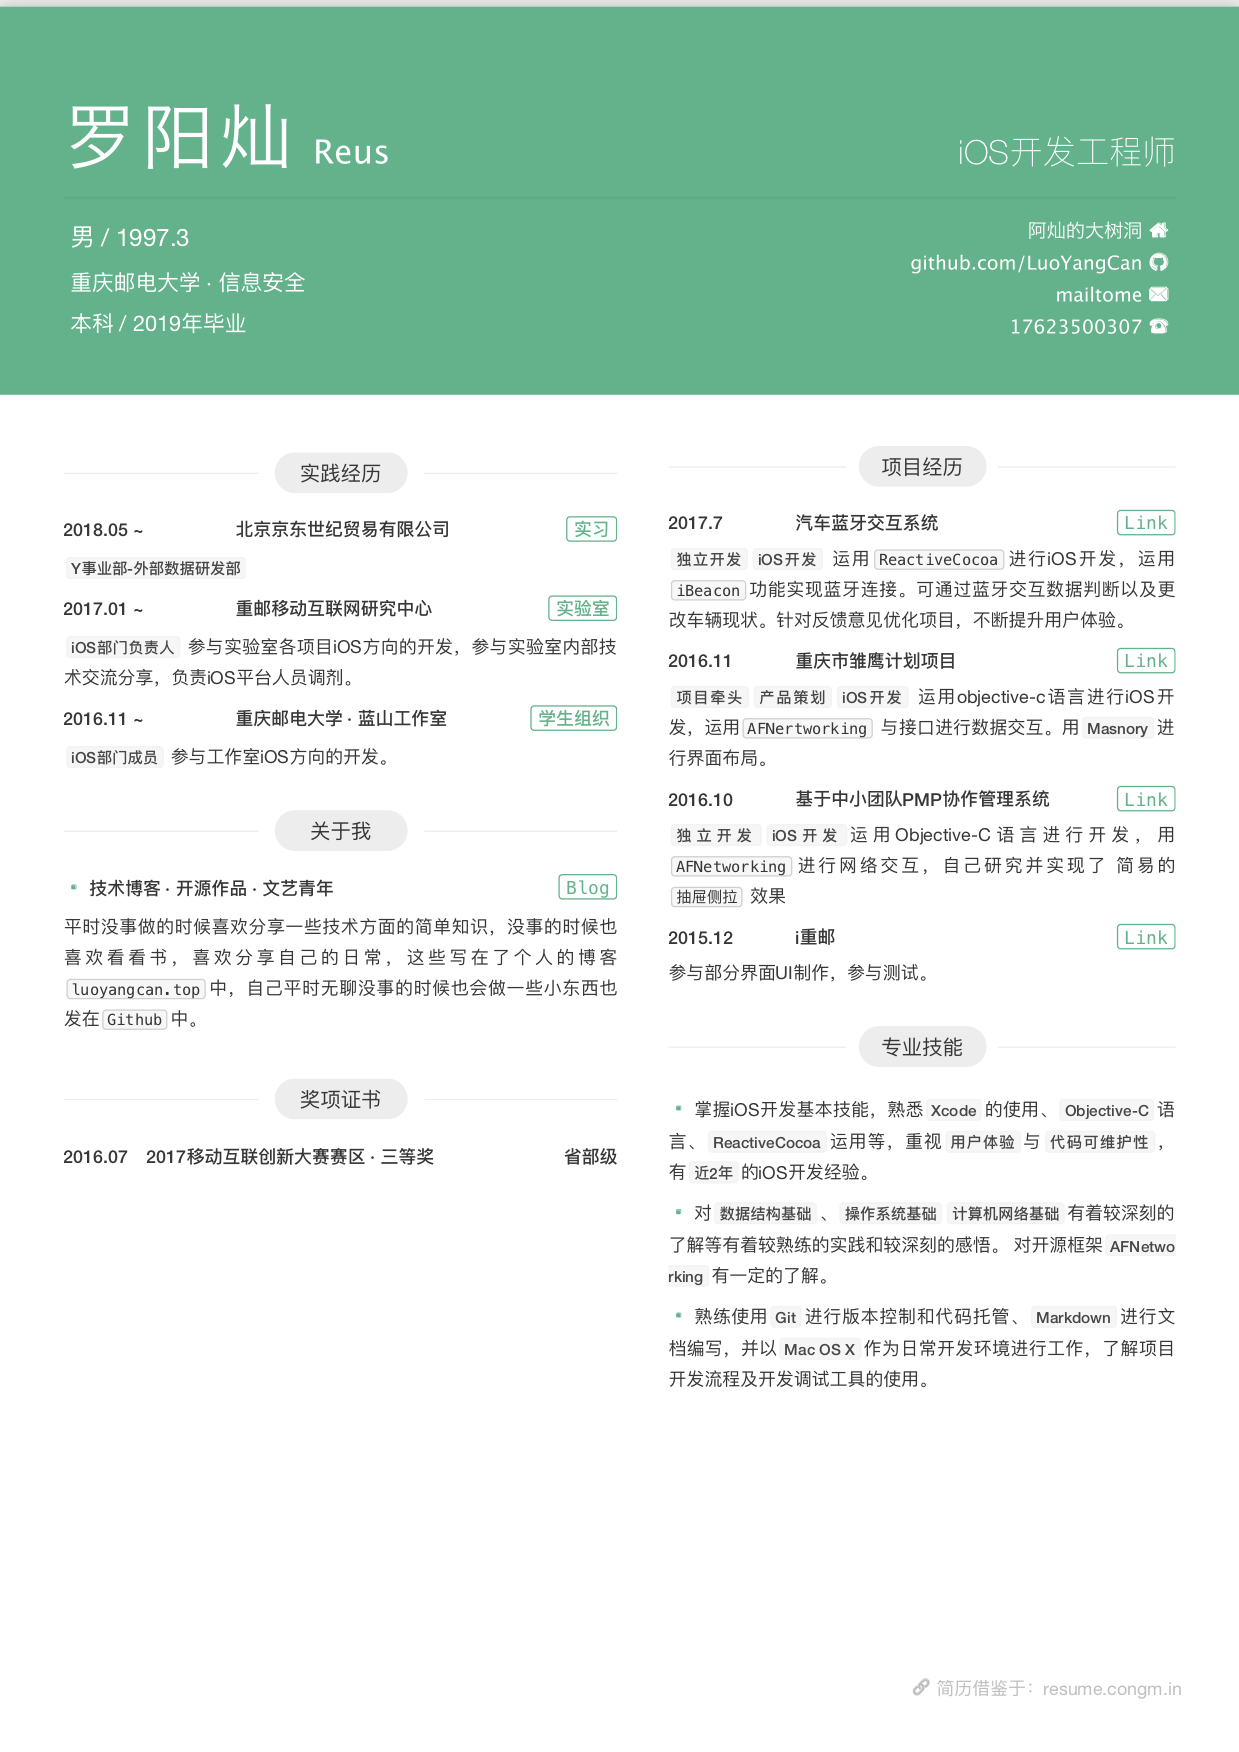 罗阳灿 Reus
iOS开发工程师
男 / 1997.3
重庆邮电大学 · 信息安全
本科 / 2019年毕业
阿灿的大树洞
github.com/LuoYangCan
mailtome
17623500307
实践经历
2018.05 ~ 北京京东世纪贸易有限公司 实习
Y事业部-外部数据研发部
2017.01 ~ 重邮移动互联网研究中心 实验室
iOS部门负责人 参与实验室各项目iOS方向的开发，参与实验室内部技
术交流分享，负责iOS平台人员调剂。
2016.11 ~ 重庆邮电大学 · 蓝山工作室 学生组织
iOS部门成员 参与工作室iOS方向的开发。
关于我
技术博客 · 开源作品 · 文艺青年 Blog
平时没事做的时候喜欢分享一些技术方面的简单知识，没事的时候也
喜欢看看书，喜欢分享自己的日常，这些写在了个人的博客
luoyangcan.top 中，自己平时无聊没事的时候也会做一些小东西也
发在 Github 中。
奖项证书
2016.07 2017移动互联创新大赛赛区 · 三等奖 省部级
项目经历
2017.7 汽车蓝牙交互系统 Link
独立开发 iOS开发 运用 ReactiveCocoa 进行iOS开发，运用
iBeacon 功能实现蓝牙连接。可通过蓝牙交互数据判断以及更
改车辆现状。针对反馈意见优化项目，不断提升用户体验。
2016.11 重庆市雏鹰计划项目 Link
项目牵头 产品策划 iOS开发 运用objective-c语言进行iOS开
发，运用 AFNertworking 与接口进行数据交互。用 Masnory 进
行界面布局。
2016.10 基于中小团队PMP协作管理系统 Link
独立开发 iOS开发 运用Objective-C语言进行开发，用
AFNetworking 进行网络交互，自己研究并实现了 简易的
抽屉侧拉 效果
2015.12 i重邮 Link
参与部分界面UI制作，参与测试。
专业技能
掌握iOS开发基本技能，熟悉 Xcode 的使用、 Objective-C 语
言、 ReactiveCocoa 运用等，重视 用户体验 与 代码可维护性 ，
有 近2年 的iOS开发经验。
对 数据结构基础 、 操作系统基础 计算机网络基础 有着较深刻的
了解等有着较熟练的实践和较深刻的感悟。 对开源框架 AFNetwo
rking 有一定的了解。
熟练使用 Git 进行版本控制和代码托管、 Markdown 进行文
档编写，并以 Mac OS X 作为日常开发环境进行工作，了解项目
开发流程及开发调试工具的使用。
简历借鉴于：resume.congm.in